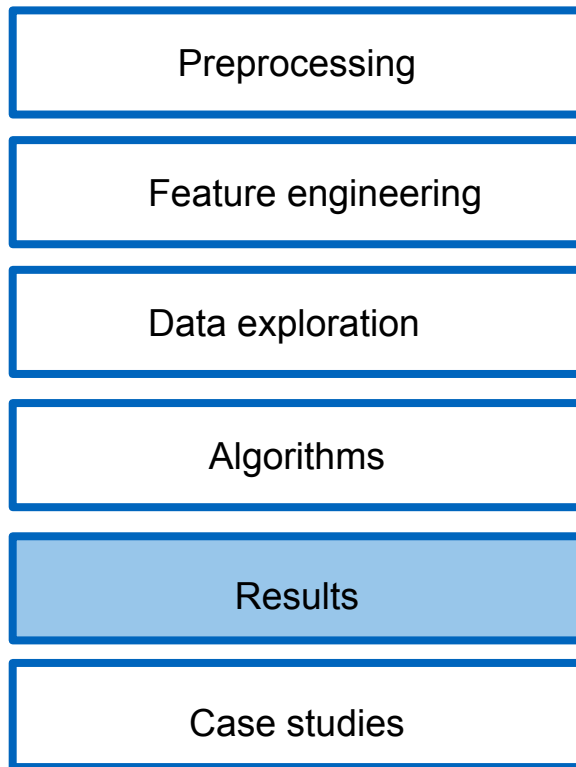 Preprocessing
Feature engineering
Data exploration
Algorithms
Results
Case studies